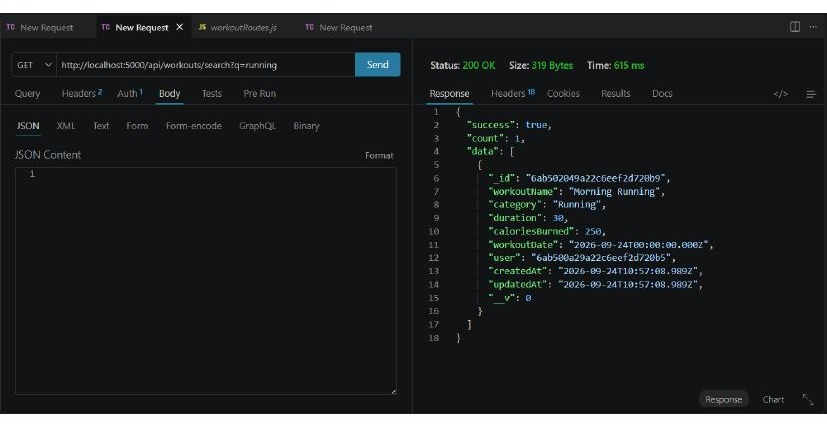 TC New Request TC New Request × JS workoutRoutes.js TC New Request
GET http://localhost:5000/api/workouts/search?q=running Send
Query Headers 2 Auth 1 Body Tests Pre Run
JSON XML Text Form Form-encode GraphQL Binary
JSON Content Format
1
Status: 200 OK Size: 319 Bytes Time: 615 ms
Response Headers 18 Cookies Results Docs </>
1 {
2 "success": true,
3 "count": 1,
4 "data": [
5 {
6 "_id": "6ab502049a22c6eef2d720b9",
7 "workoutName": "Morning Running",
8 "category": "Running",
9 "duration": 30,
10 "caloriesBurned": 250,
11 "workoutDate": "2026-09-24T00:00:00.000Z",
12 "user": "6ab500a29a22c6eef2d720b5",
13 "createdAt": "2026-09-24T10:57:08.989Z",
14 "updatedAt": "2026-09-24T10:57:08.989Z",
15 "__v": 0
16 }
17 ]
18 }
Response Chart